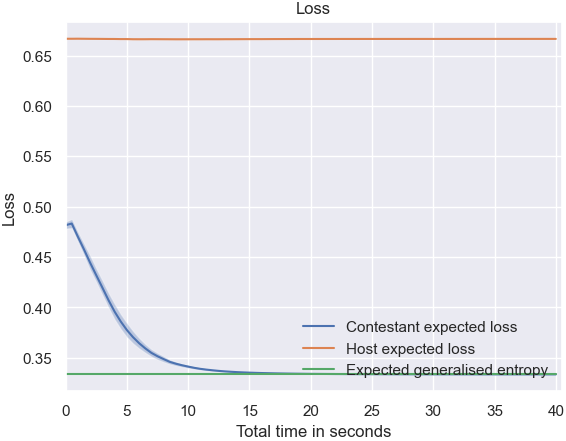 Loss
0.65
0.60
0.55
0.50
0.45
0.40
0.35
Loss
Contestant expected loss
Host expected loss
Expected generalised entropy
0 5 10 15 20 25 30 35 40
Total time in seconds